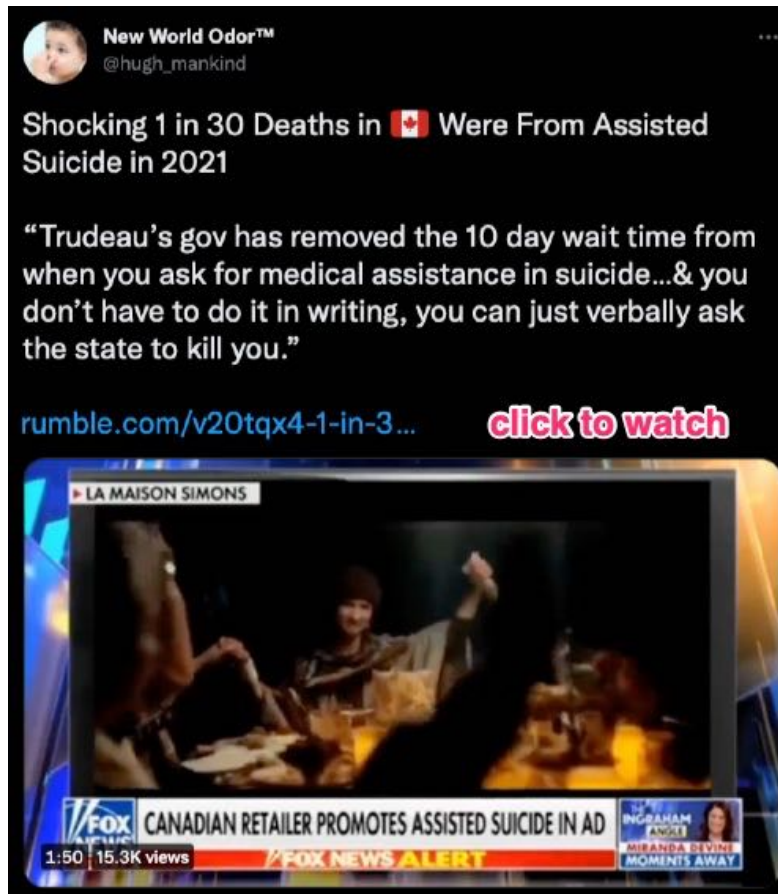 New World Odor™
@hugh_mankind
Shocking 1 in 30 Deaths in 🇨🇦 Were From Assisted
Suicide in 2021
“Trudeau’s gov has removed the 10 day wait time from
when you ask for medical assistance in suicide...& you
don’t have to do it in writing, you can just verbally ask
the state to kill you.”
rumble.com/v20tqx4-1-in-3...
click to watch
LA MAISON SIMONS
FOX NEWS
CANADIAN RETAILER PROMOTES ASSISTED SUICIDE IN AD
THE INGRAHAM ANGLE
MIRANDA DEVINE
MOMENTS AWAY
1:50 15.3K views
FOX NEWS ALERT